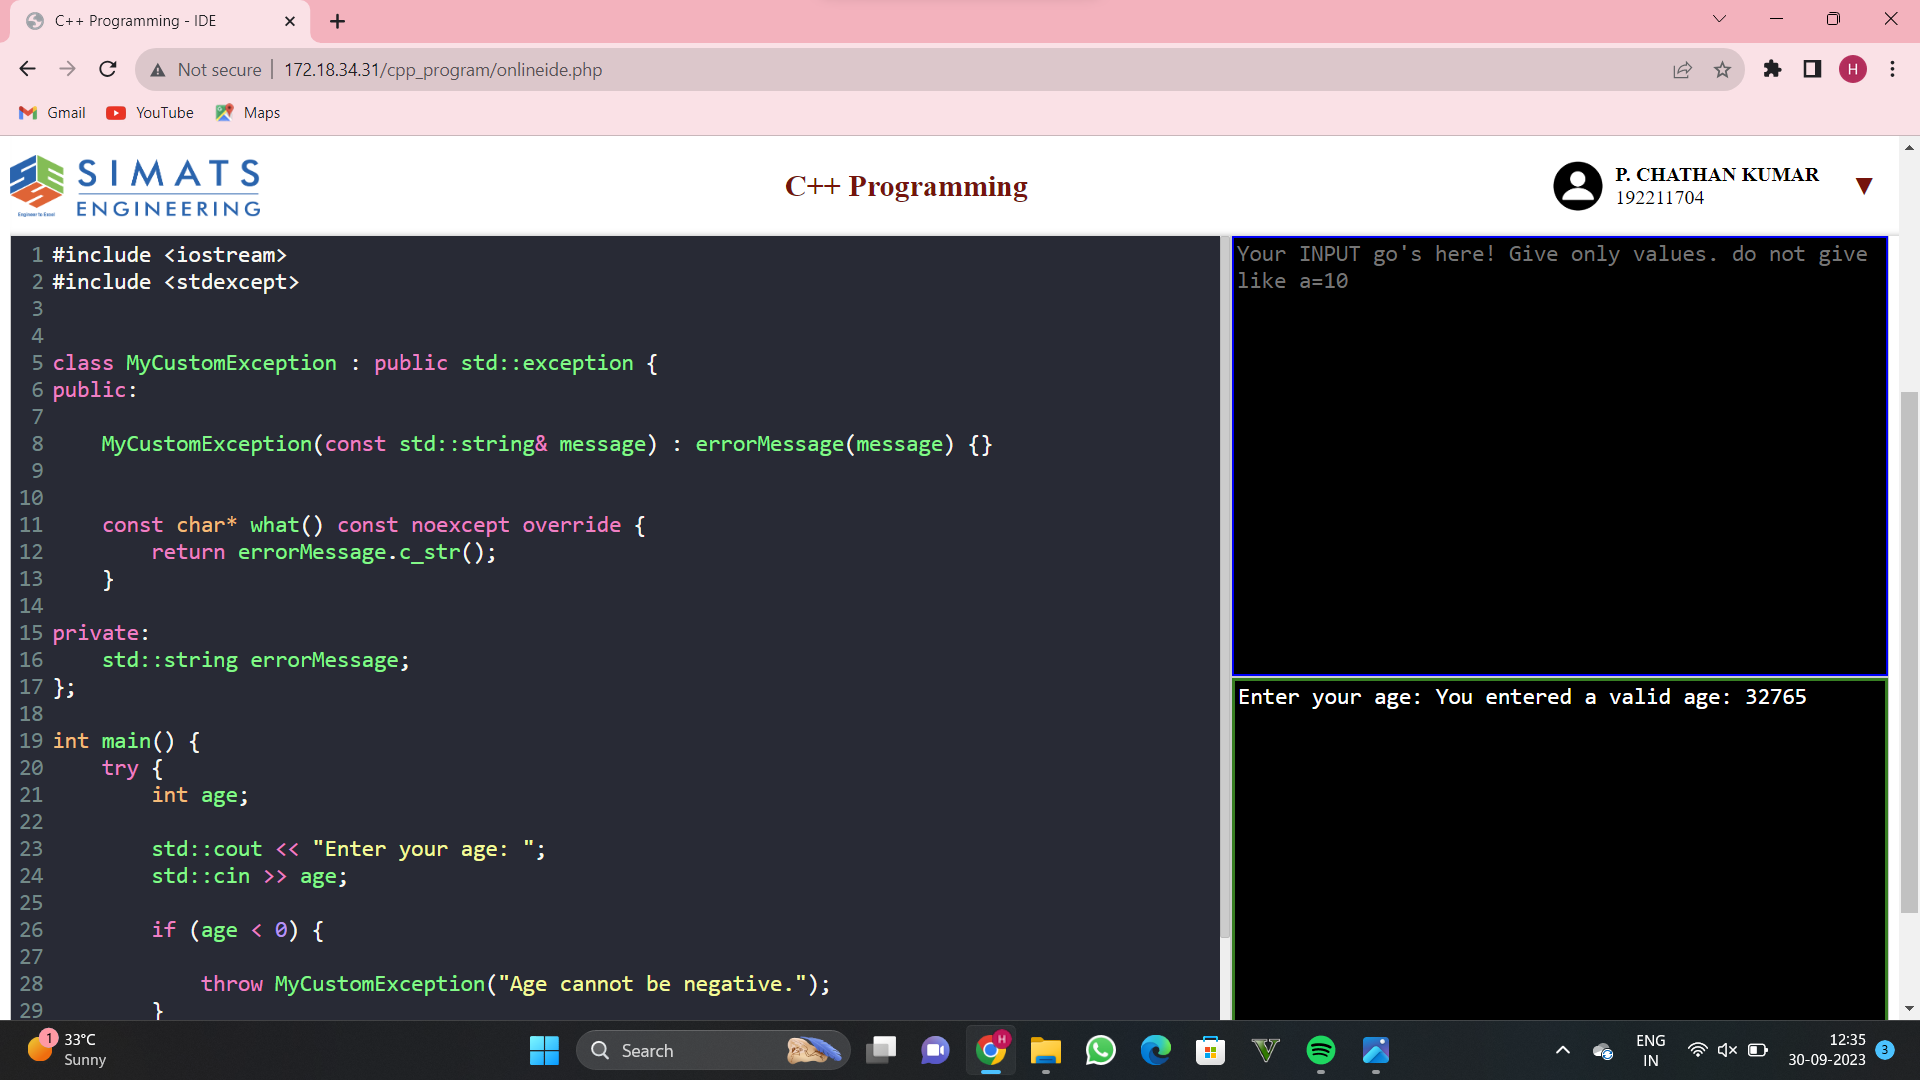 C++ Programming - IDE
Not secure
172.18.34.31/cpp_program/onlineide.php
H
Gmail
YouTube
Maps
SIMATS
ENGINEERING
Engineer to Excel
C++ Programming
P. CHATHAN KUMAR
192211704
1 #include <iostream>
2 #include <stdexcept>
3
4
5 class MyCustomException : public std::exception {
6 public:
7
8     MyCustomException(const std::string& message) : errorMessage(message) {}
9
10
11     const char* what() const noexcept override {
12         return errorMessage.c_str();
13     }
14
15 private:
16     std::string errorMessage;
17 };
18
19 int main() {
20     try {
21         int age;
22
23         std::cout << "Enter your age: ";
24         std::cin >> age;
25
26         if (age < 0) {
27
28             throw MyCustomException("Age cannot be negative.");
29         }
Your INPUT go's here! Give only values. do not give
like a=10
Enter your age: You entered a valid age: 32765
1
33°C
Sunny
Search
H
ENG
IN
12:35
30-09-2023
3